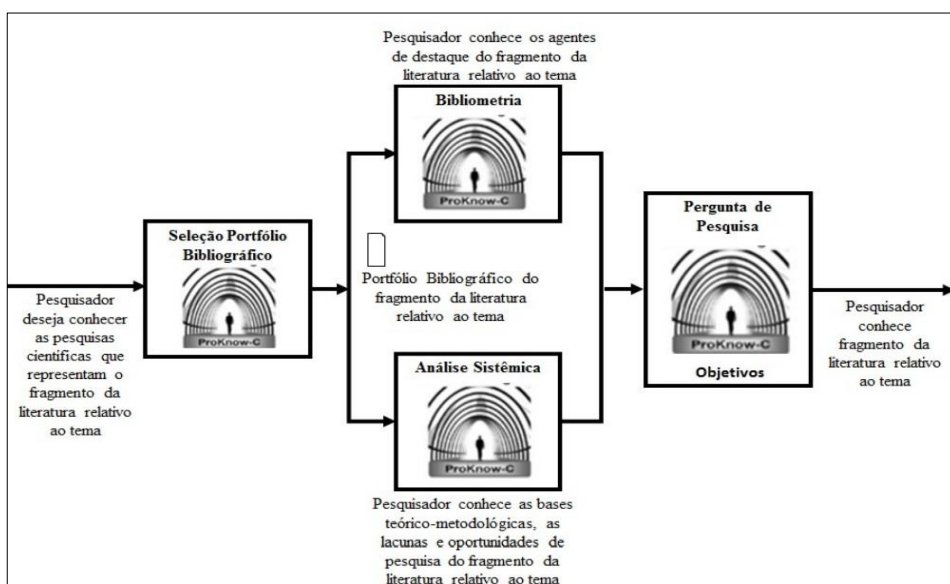 Pesquisador
deseja conhecer
as pesquisas
científicas que
representam o
fragmento da
literatura relativo
ao tema
Seleção Portfólio
Bibliográfico
ProKnow-C
Pesquisador conhece os agentes
de destaque do fragmento da
literatura relativo ao tema
Bibliometria
ProKnow-C
Portfólio Bibliográfico do
fragmento da literatura
relativo ao tema
Análise Sistêmica
ProKnow-C
Pesquisador conhece as bases
teórico-metodológicas, as
lacunas e oportunidades de
pesquisa do fragmento da
literatura relativo ao tema
Pergunta de
Pesquisa
ProKnow-C
Objetivos
Pesquisador
conhece
fragmento da
literatura relativo
ao tema